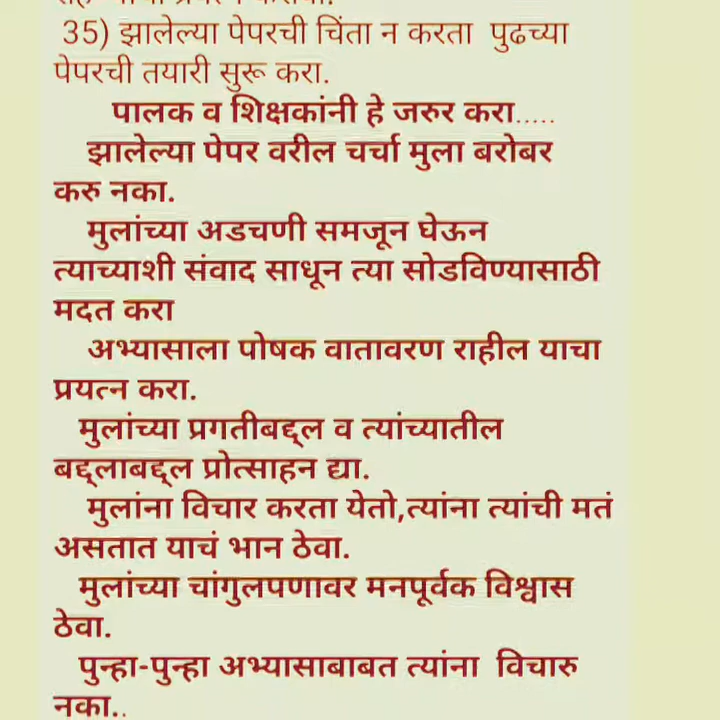 35) झालेल्या पेपरची चिंता न करता पुढच्या
पेपरची तयारी सुरू करा.
पालक व शिक्षकांनी हे जरुर करा.....
झालेल्या पेपर वरील चर्चा मुला बरोबर
करु नका.
मुलांच्या अडचणी समजून घेऊन
त्याच्याशी संवाद साधून त्या सोडविण्यासाठी
मदत करा
अभ्यासाला पोषक वातावरण राहील याचा
प्रयत्न करा.
मुलांच्या प्रगतीबद्द्ल व त्यांच्यातील
बद्द्लाबद्द्ल प्रोत्साहन द्या.
मुलांना विचार करता येतो,त्यांना त्यांची मतं
असतात याचं भान ठेवा.
मुलांच्या चांगुलपणावर मनपूर्वक विश्वास
ठेवा.
पुन्हा-पुन्हा अभ्यासाबाबत त्यांना विचारु
नका..